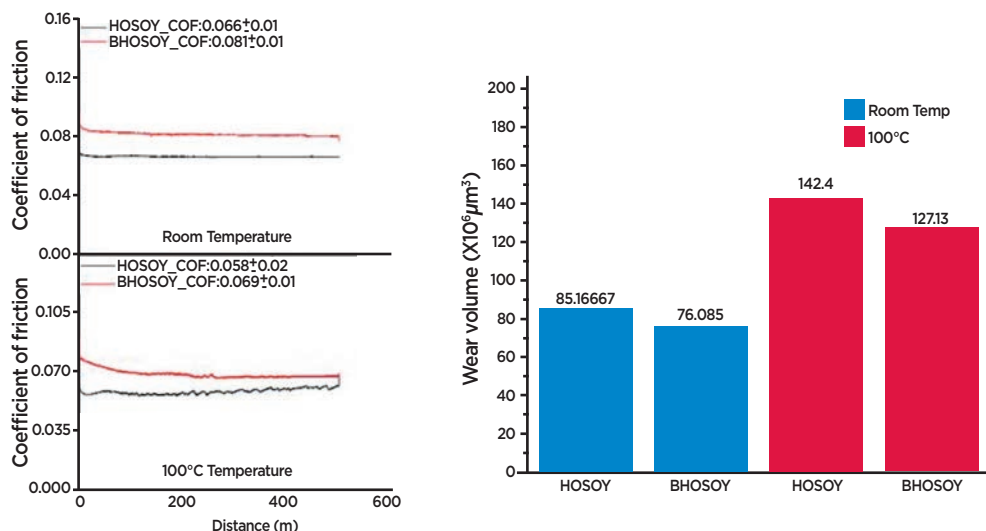 0.16
HOSOY_COF:0.066±0.01
BHOSOY_COF:0.081±0.01
0.12
0.08
0.04
0.00
Coefficient of friction
Room Temperature
HOSOY_COF:0.058±0.02
BHOSOY_COF:0.069±0.01
0.105
0.070
0.035
0.000
Coefficient of friction
100°C Temperature
0 200 400 600
Distance (m)
200
180
160
140
120
100
80
60
40
20
0
Wear volume (X10⁶μm³)
Room Temp
100°C
85.16667
76.085
142.4
127.13
HOSOY BHOSOY HOSOY BHOSOY